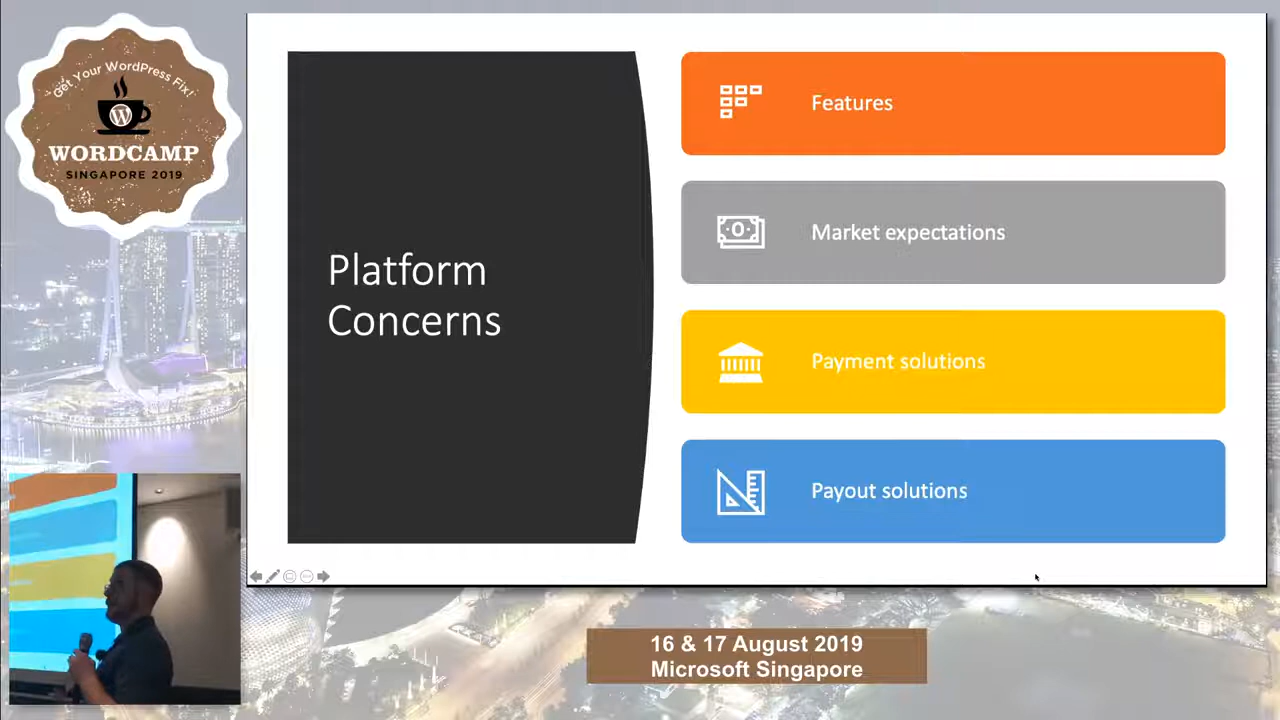 Get Your WordPress Fix!
WORDCAMP
SINGAPORE 2019
Platform
Concerns
Features
Market expectations
Payment solutions
Payout solutions
16 & 17 August 2019
Microsoft Singapore